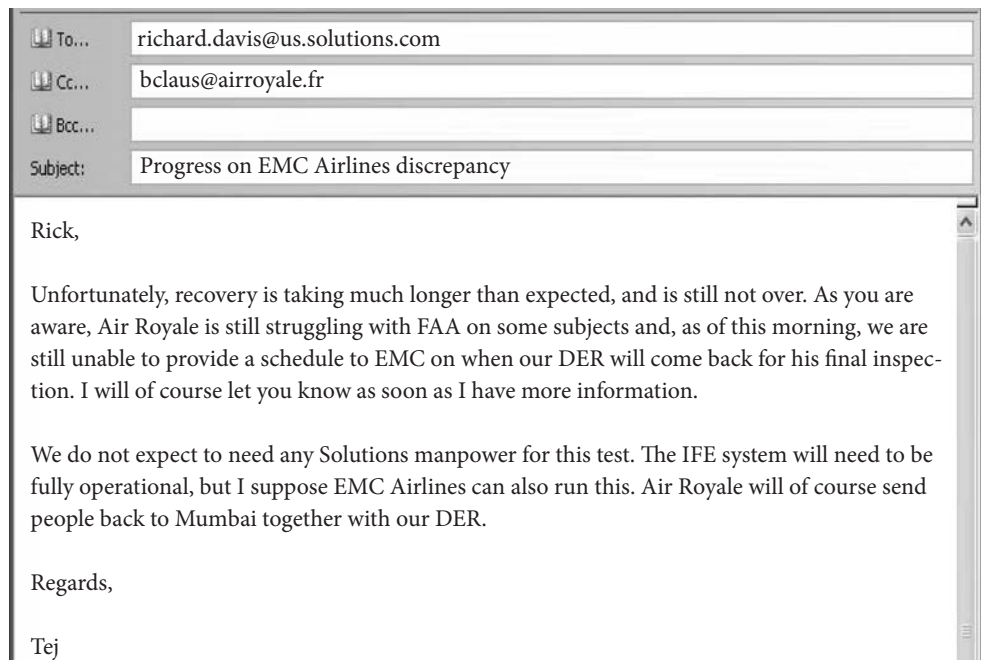 To... richard.davis@us.solutions.com
Cc... bclaus@airroyale.fr
Bcc...
Subject: Progress on EMC Airlines discrepancy
Rick,
Unfortunately, recovery is taking much longer than expected, and is still not over. As you are
aware, Air Royale is still struggling with FAA on some subjects and, as of this morning, we are
still unable to provide a schedule to EMC on when our DER will come back for his final inspec-
tion. I will of course let you know as soon as I have more information.
We do not expect to need any Solutions manpower for this test. The IFE system will need to be
fully operational, but I suppose EMC Airlines can also run this. Air Royale will of course send
people back to Mumbai together with our DER.
Regards,
Tej